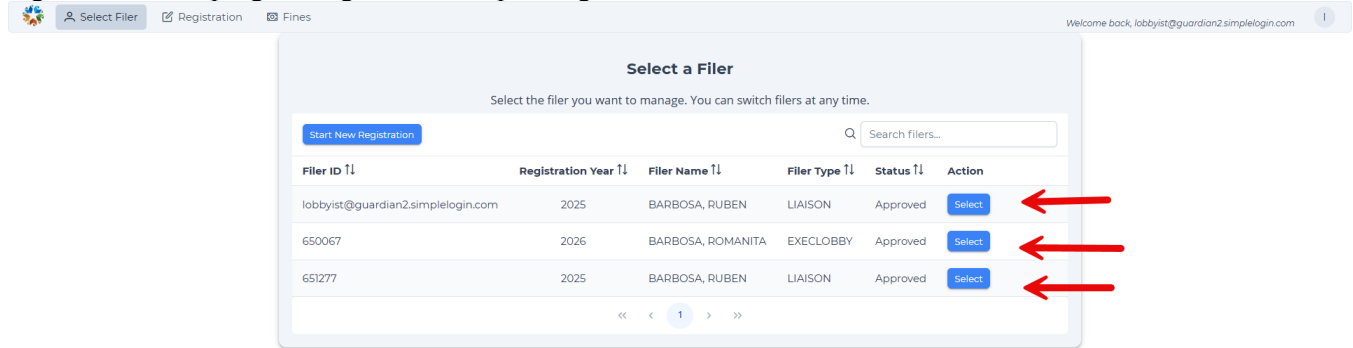 Select Filer Registration Fines
Welcome back, lobbyist@guardian2.simplelogin.com I
Select a Filer
Select the filer you want to manage. You can switch filers at any time.
Start New Registration Search filers...
Filer ID Registration Year Filer Name Filer Type Status Action
lobbyist@guardian2.simplelogin.com 2025 BARBOSA, RUBEN LIAISON Approved Select
650067 2026 BARBOSA, ROMANITA EXECLOBBY Approved Select
651277 2025 BARBOSA, RUBEN LIAISON Approved Select
« < 1 > »